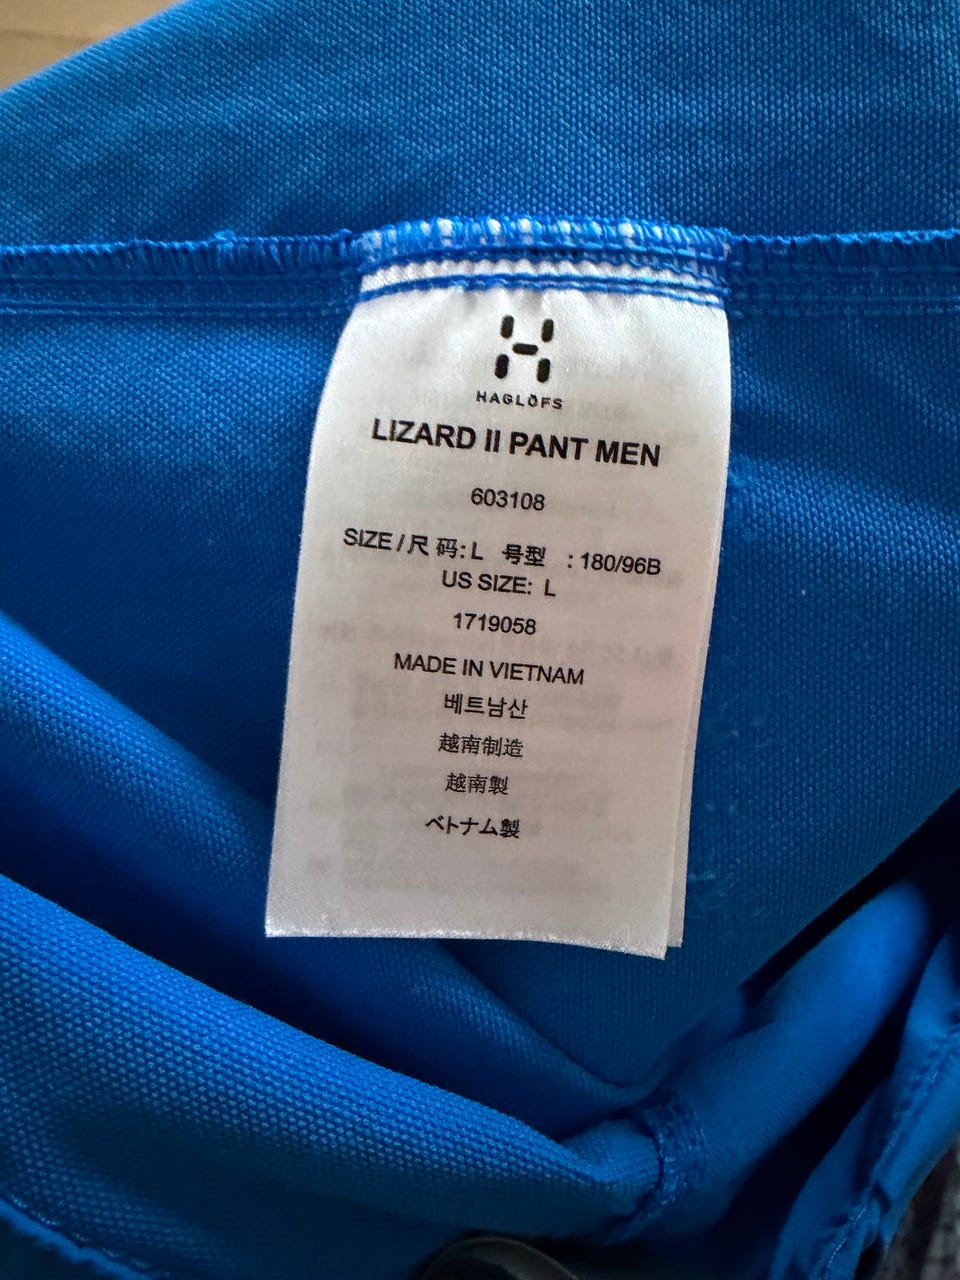 HAGLÖFS
LIZARD II PANT MEN
603108
SIZE / 尺 码: L 号型 : 180/96B
US SIZE: L
1719058
MADE IN VIETNAM
베트남산
越南制造
越南製
ベトナム製